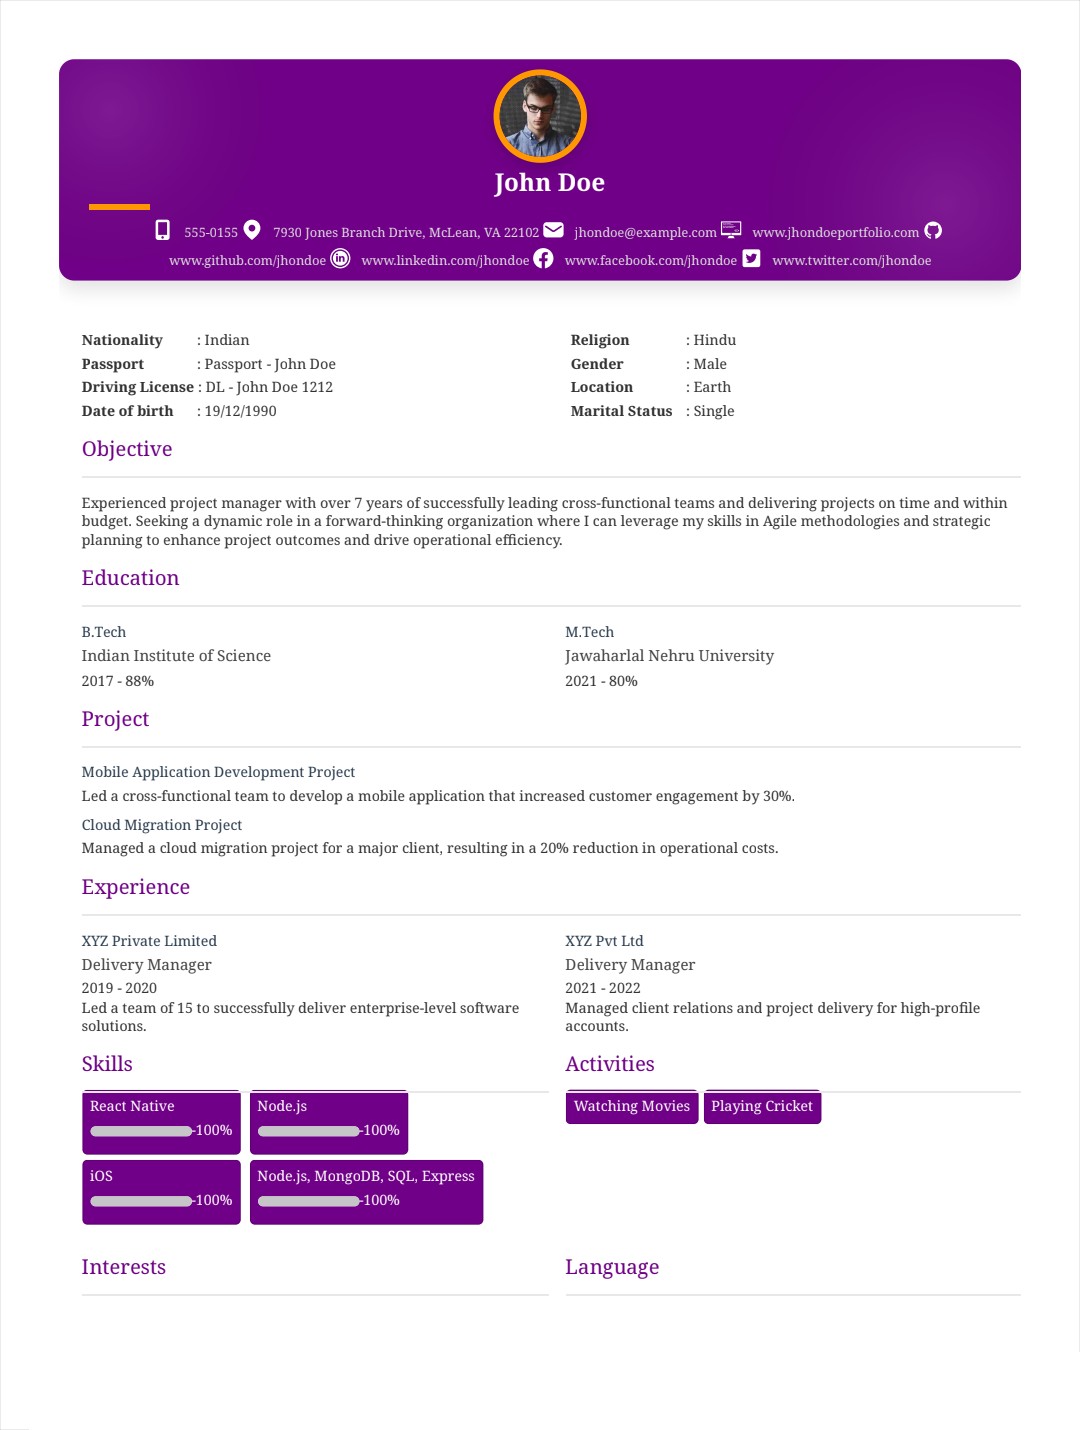 John Doe
555-0155 7930 Jones Branch Drive, McLean, VA 22102 jhondoe@example.com www.jhondoeportfolio.com
www.github.com/jhondoe www.linkedin.com/jhondoe www.facebook.com/jhondoe www.twitter.com/jhondoe
Nationality : Indian Religion : Hindu
Passport : Passport - John Doe Gender : Male
Driving License : DL - John Doe 1212 Location : Earth
Date of birth : 19/12/1990 Marital Status : Single
Objective
Experienced project manager with over 7 years of successfully leading cross-functional teams and delivering projects on time and within
budget. Seeking a dynamic role in a forward-thinking organization where I can leverage my skills in Agile methodologies and strategic
planning to enhance project outcomes and drive operational efficiency.
Education
B.Tech
Indian Institute of Science
2017 - 88%
M.Tech
Jawaharlal Nehru University
2021 - 80%
Project
Mobile Application Development Project
Led a cross-functional team to develop a mobile application that increased customer engagement by 30%.
Cloud Migration Project
Managed a cloud migration project for a major client, resulting in a 20% reduction in operational costs.
Experience
XYZ Private Limited
Delivery Manager
2019 - 2020
Led a team of 15 to successfully deliver enterprise-level software
solutions.
XYZ Pvt Ltd
Delivery Manager
2021 - 2022
Managed client relations and project delivery for high-profile
accounts.
Skills
React Native
-100%
Node.js
-100%
iOS
-100%
Node.js, MongoDB, SQL, Express
-100%
Activities
Watching Movies
Playing Cricket
Interests
Language